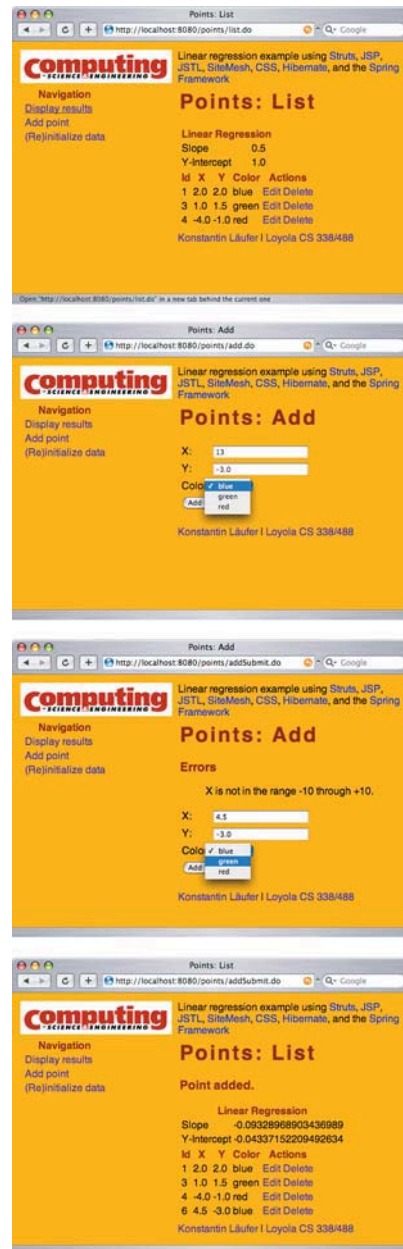 Points: List
http://localhost:8080/points/list.do
Q- Google
Computing
SCIENCE & ENGINEERING
Linear regression example using Struts, JSP,
JSTL, SiteMesh, CSS, Hibernate, and the Spring
Framework
Navigation
Display results
Add point
(Re)initialize data
Points: List
Linear Regression
Slope 0.5
Y-Intercept 1.0
Id X Y Color Actions
1 2.0 2.0 blue Edit Delete
3 1.0 1.5 green Edit Delete
4 -4.0 -1.0 red Edit Delete
Konstantin Läufer | Loyola CS 338/488
Open "http://localhost:8080/points/list.do" in a new tab behind the current one
Points: Add
http://localhost:8080/points/add.do
Q- Google
Computing
SCIENCE & ENGINEERING
Linear regression example using Struts, JSP,
JSTL, SiteMesh, CSS, Hibernate, and the Spring
Framework
Navigation
Display results
Add point
(Re)initialize data
Points: Add
X: 13
Y: -3.0
Colo ✓ blue
green
Add
red
Konstantin Läufer | Loyola CS 338/488
Points: Add
http://localhost:8080/points/addSubmit.do
Q- Google
Computing
SCIENCE & ENGINEERING
Linear regression example using Struts, JSP,
JSTL, SiteMesh, CSS, Hibernate, and the Spring
Framework
Navigation
Display results
Add point
(Re)initialize data
Points: Add
Errors
X is not in the range -10 through +10.
X: 4.5
Y: -3.0
Colo ✓ blue
green
Add
red
Konstantin Läufer | Loyola CS 338/488
Points: List
http://localhost:8080/points/addSubmit.do
Q- Google
Computing
SCIENCE & ENGINEERING
Linear regression example using Struts, JSP,
JSTL, SiteMesh, CSS, Hibernate, and the Spring
Framework
Navigation
Display results
Add point
(Re)initialize data
Points: List
Point added.
Linear Regression
Slope -0.09328968903436989
Y-Intercept -0.04337152209492634
Id X Y Color Actions
1 2.0 2.0 blue Edit Delete
3 1.0 1.5 green Edit Delete
4 -4.0 -1.0 red Edit Delete
6 4.5 -3.0 blue Edit Delete
Konstantin Läufer | Loyola CS 338/488